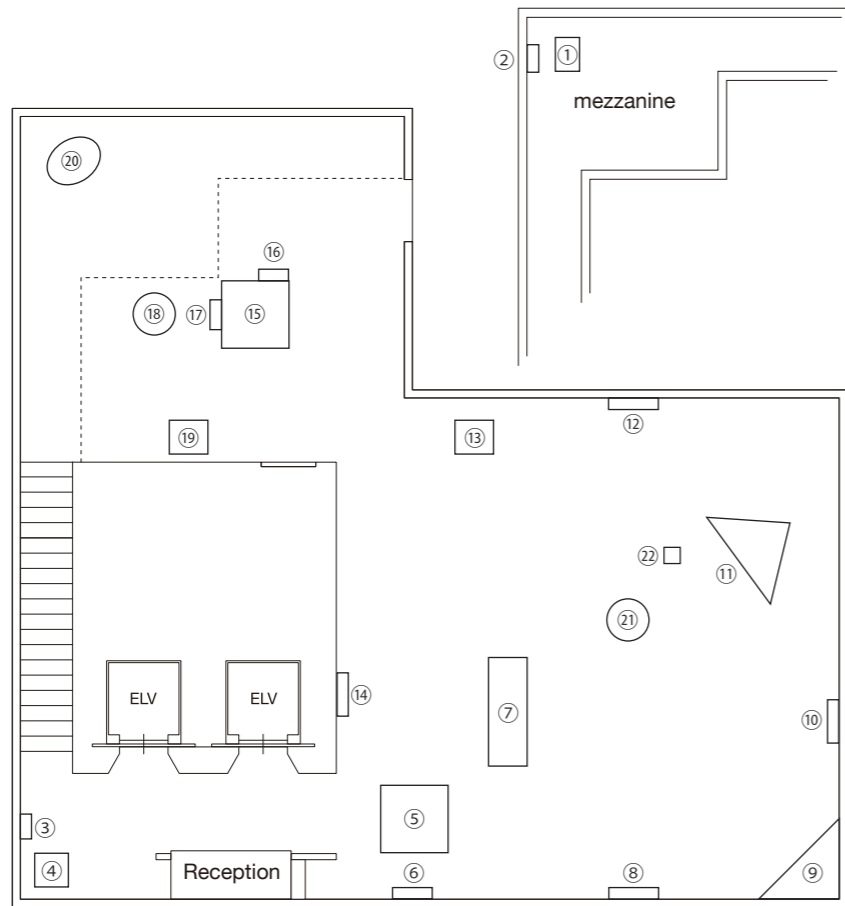 ② ①
mezzanine
⑳
⑯
⑱ ⑰ ⑮
⑲ ⑬ ⑫
㉒ ⑪
㉑
ELV ELV ⑭ ⑦ ⑩
③ ⑤
④ Reception ⑥ ⑧ ⑨